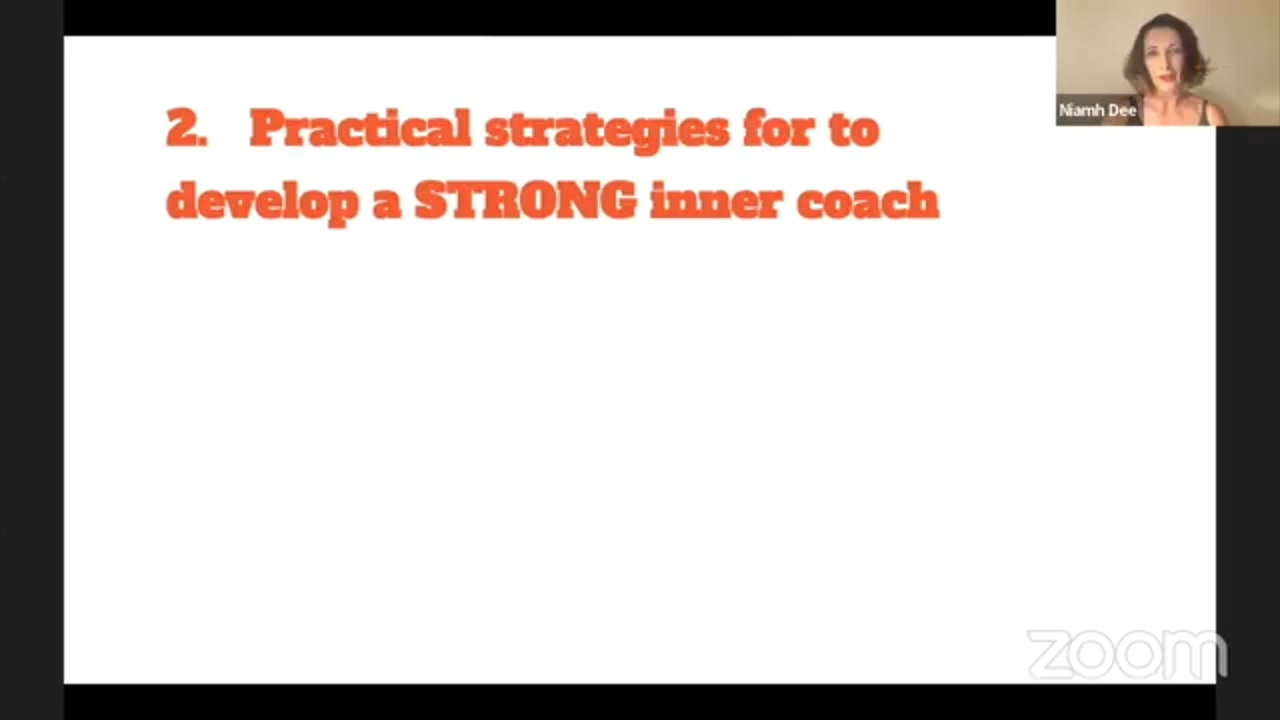 2. Practical strategies for to
develop a STRONG inner coach
Niamh Dee
zoom